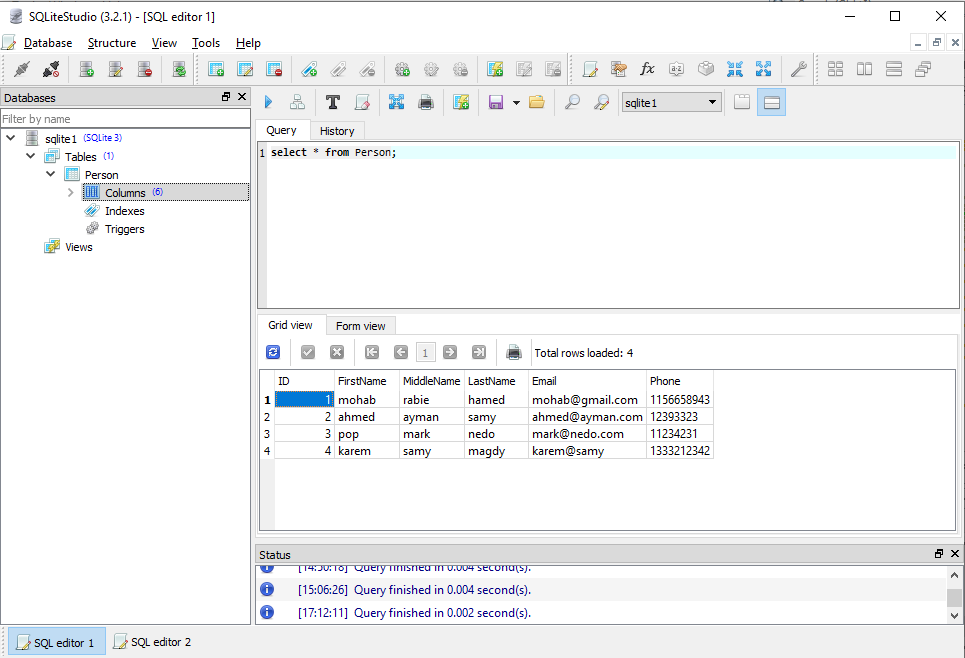 SQLiteStudio (3.2.1) - [SQL editor 1]
Database Structure View Tools Help
Databases
Filter by name
sqlite1 (SQLite 3)
Tables (1)
Person
Columns (6)
Indexes
Triggers
Views
sqlite1
Query History
1 select * from Person;
Grid view Form view
1 Total rows loaded: 4
ID FirstName MiddleName LastName Email Phone
1 1 mohab rabie hamed mohab@gmail.com 1156658943
2 2 ahmed ayman samy ahmed@ayman.com 12393323
3 3 pop mark nedo mark@nedo.com 11234231
4 4 karem samy magdy karem@samy 1333212342
Status
[14:50:18] Query finished in 0.004 second(s).
[15:06:26] Query finished in 0.004 second(s).
[17:12:11] Query finished in 0.002 second(s).
SQL editor 1 SQL editor 2